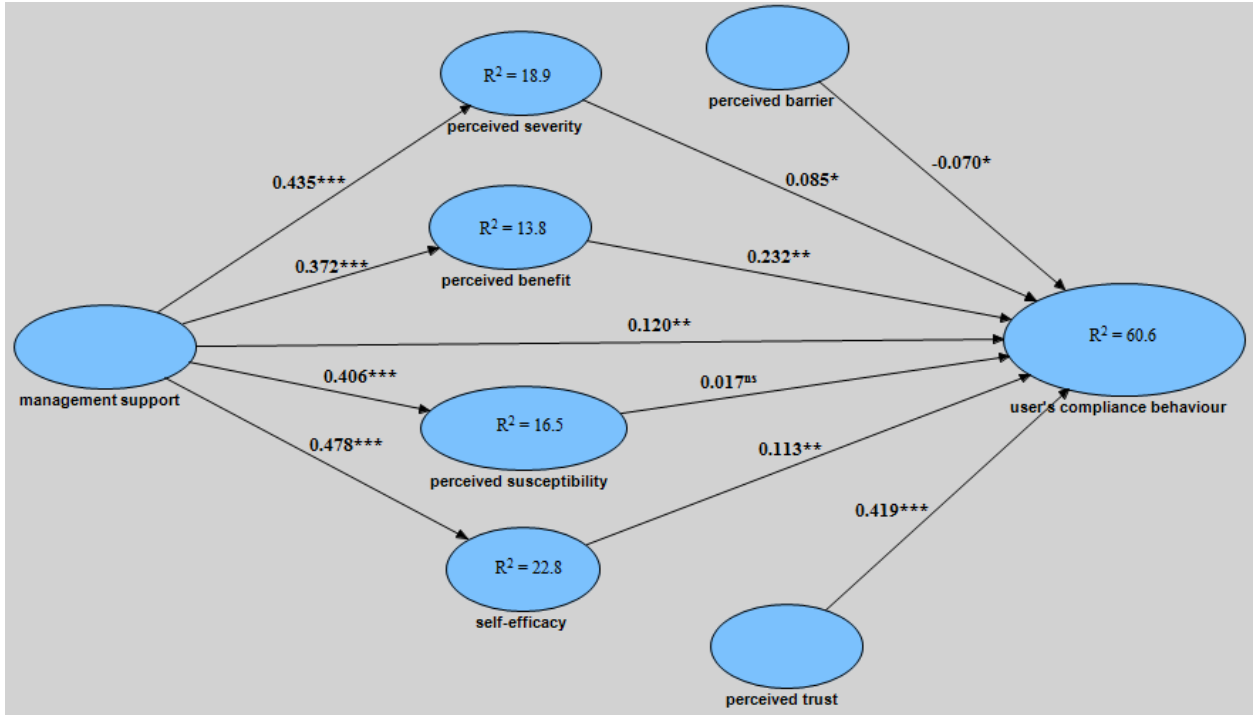 R² = 18.9
perceived severity
perceived barrier
0.435***
0.085*
-0.070*
R² = 13.8
perceived benefit
0.372***
0.232**
management support
0.120**
R² = 60.6
user's compliance behaviour
0.406***
0.017ⁿˢ
R² = 16.5
perceived susceptibility
0.478***
0.113**
0.419***
R² = 22.8
self-efficacy
perceived trust